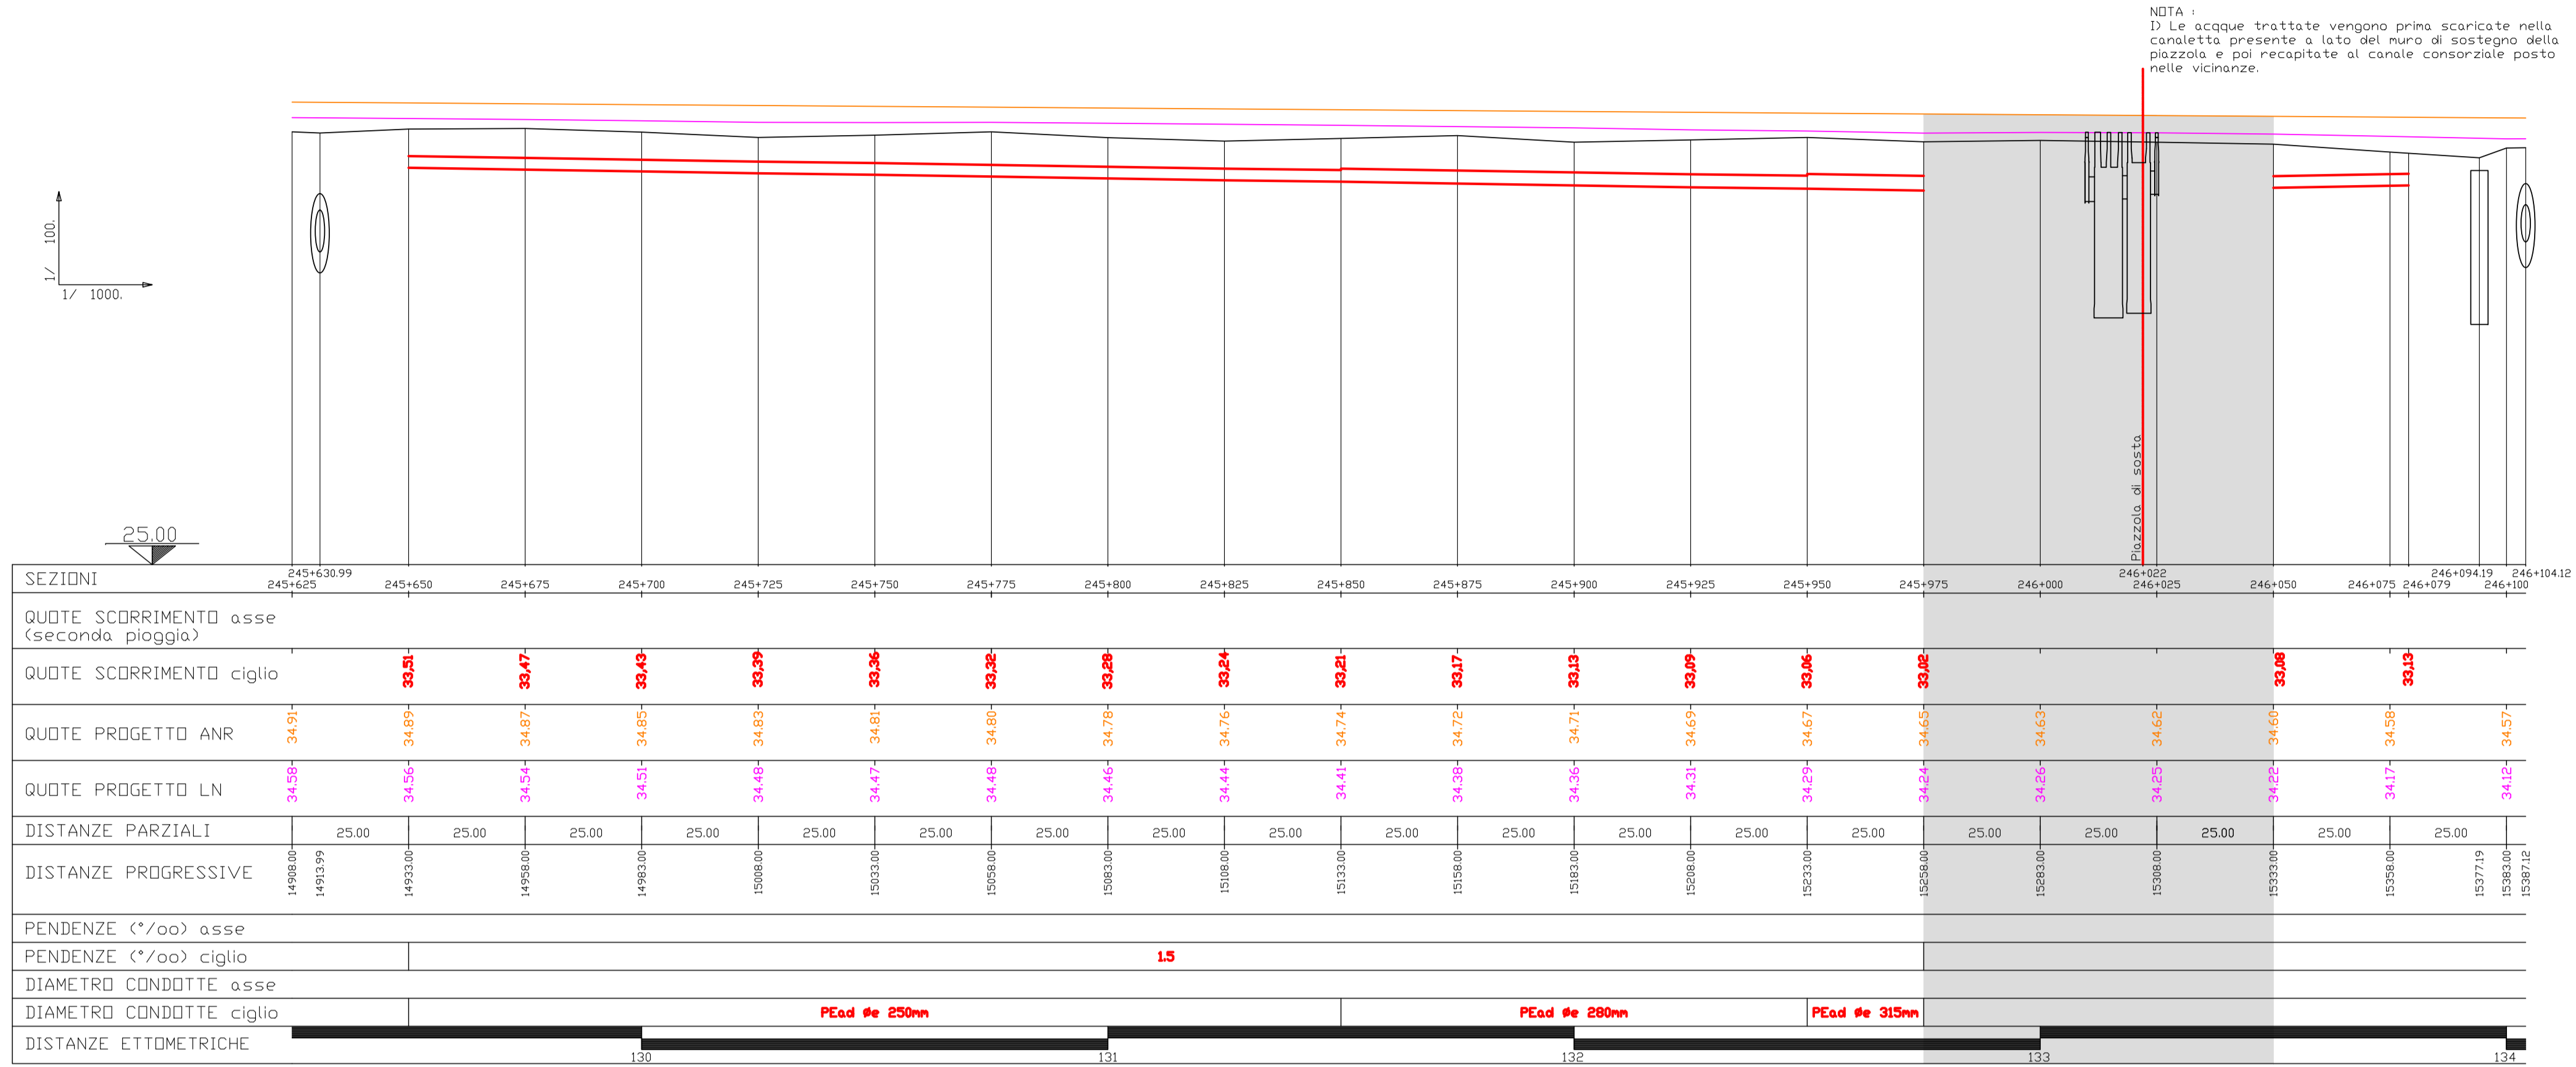 NOTA :
I) Le acqque trattate vengono prima scaricate nella
canaletta presente a lato del muro di sostegno della
piazzola e poi recapitate al canale consorziale posto
nelle vicinanze.
1/ 100.
1/ 1000.
25.00
Piazzola di sosta
SEZIONI
245+625 245+630.99 245+650 245+675 245+700 245+725 245+750 245+775 245+800 245+825 245+850 245+875 245+900 245+925 245+950 245+975 246+000 246+022 246+025 246+050 246+075 246+079 246+094.19 246+100 246+104.12
QUOTE SCORRIMENTO asse
(seconda pioggia)
QUOTE SCORRIMENTO ciglio
33,51 33,47 33,43 33,39 33,36 33,32 33,28 33,24 33,21 33,17 33,13 33,09 33,06 33,02 33,08 33,13
QUOTE PROGETTO ANR
34.91 34.89 34.87 34.85 34.83 34.81 34.80 34.78 34.76 34.74 34.72 34.71 34.69 34.67 34.65 34.63 34.62 34.60 34.58 34.57
QUOTE PROGETTO LN
34.58 34.56 34.54 34.51 34.48 34.47 34.48 34.46 34.44 34.41 34.38 34.36 34.31 34.29 34.24 34.26 34.25 34.22 34.17 34.12
DISTANZE PARZIALI
25.00 25.00 25.00 25.00 25.00 25.00 25.00 25.00 25.00 25.00 25.00 25.00 25.00 25.00 25.00 25.00 25.00 25.00 25.00
DISTANZE PROGRESSIVE
14908.00 14913.99 14933.00 14958.00 14983.00 15008.00 15033.00 15058.00 15083.00 15108.00 15133.00 15158.00 15183.00 15208.00 15233.00 15258.00 15283.00 15308.00 15333.00 15358.00 15377.19 15383.00 15387.12
PENDENZE (°/oo) asse
PENDENZE (°/oo) ciglio
1.5
DIAMETRO CONDOTTE asse
DIAMETRO CONDOTTE ciglio
PEad Øe 250mm PEad Øe 280mm PEad Øe 315mm
DISTANZE ETTOMETRICHE
130 131 132 133 134